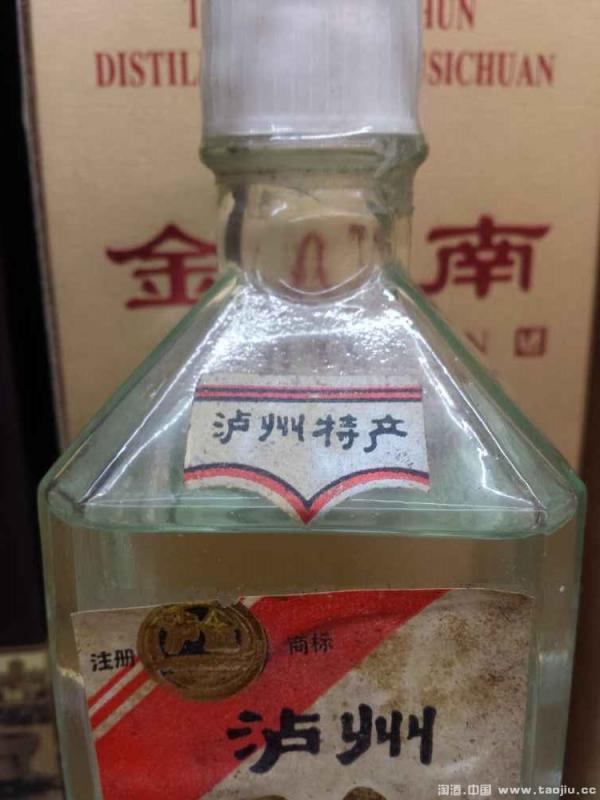 HUN
DISTIL SICHUAN
金 南
N
泸州特产
注册 商标
泸州
淘酒.中国 www.taojiu.cc